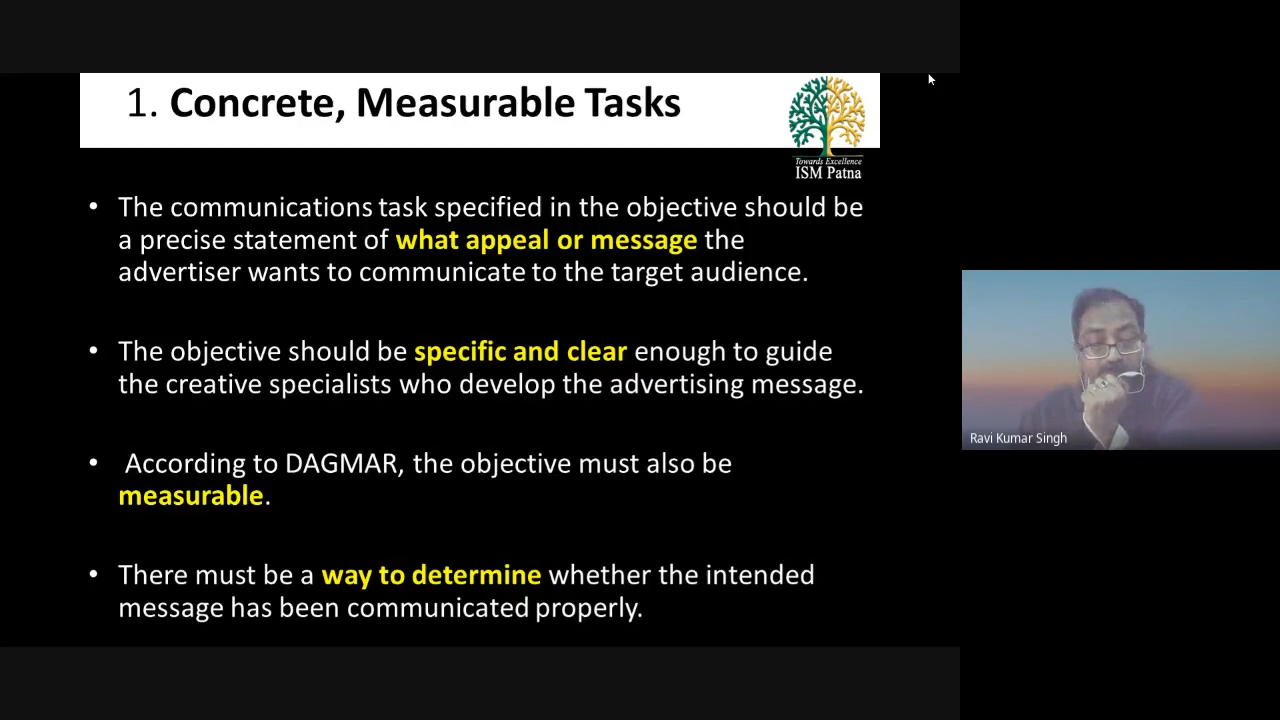 1. Concrete, Measurable Tasks
Towards Excellence
ISM Patna
• The communications task specified in the objective should be
a precise statement of what appeal or message the
advertiser wants to communicate to the target audience.
• The objective should be specific and clear enough to guide
the creative specialists who develop the advertising message.
• According to DAGMAR, the objective must also be
measurable.
• There must be a way to determine whether the intended
message has been communicated properly.
Ravi Kumar Singh